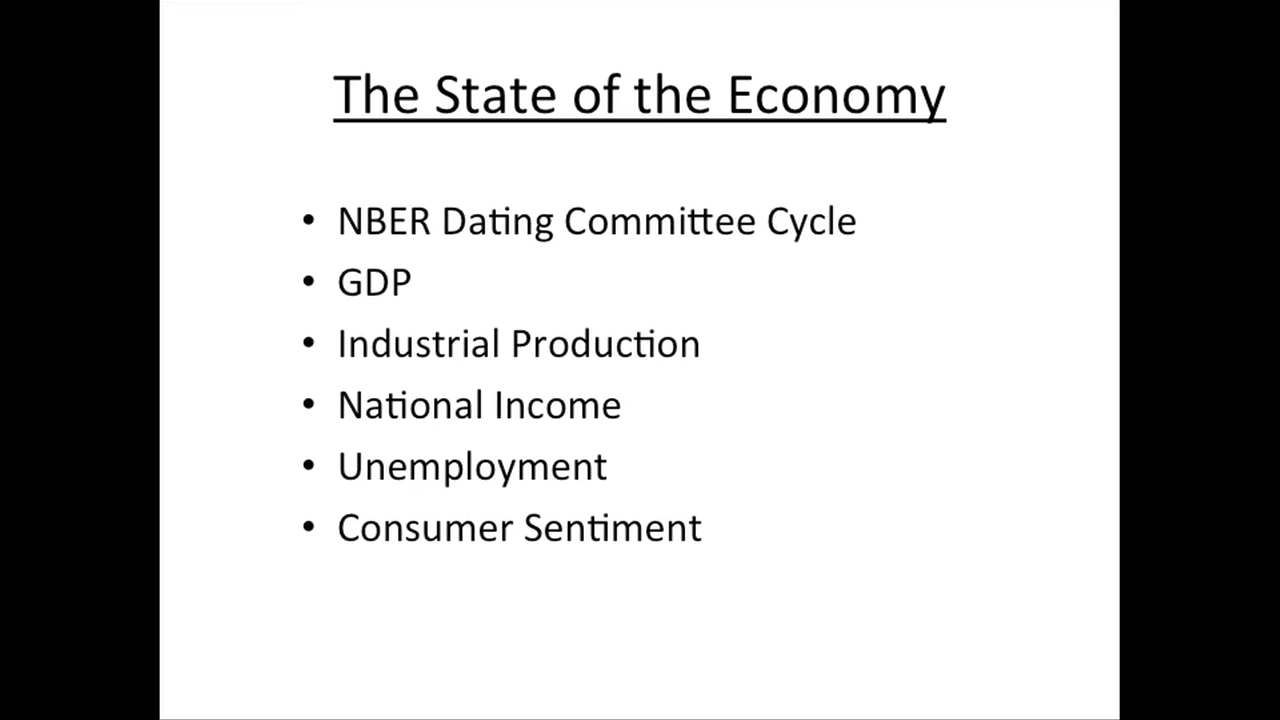 The State of the Economy
• NBER Dating Committee Cycle
• GDP
• Industrial Production
• National Income
• Unemployment
• Consumer Sentiment